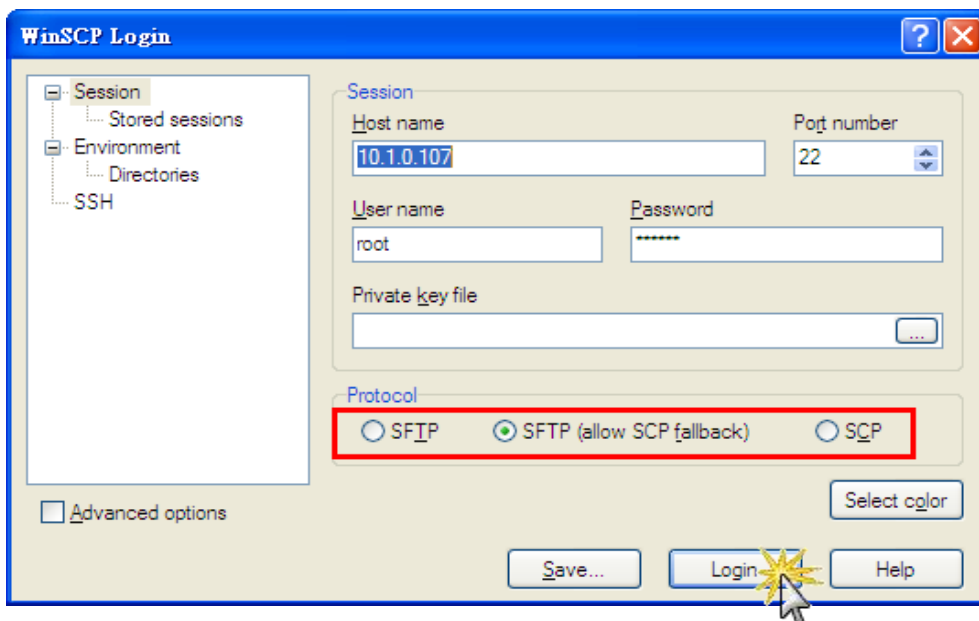 WinSCP Login
Session
Stored sessions
Environment
Directories
SSH
Advanced options
Session
Host name
Port number
10.1.0.107
22
User name
Password
root
******
Private key file
...
Protocol
SFTP
SFTP (allow SCP fallback)
SCP
Select color
Save...
Login
Help